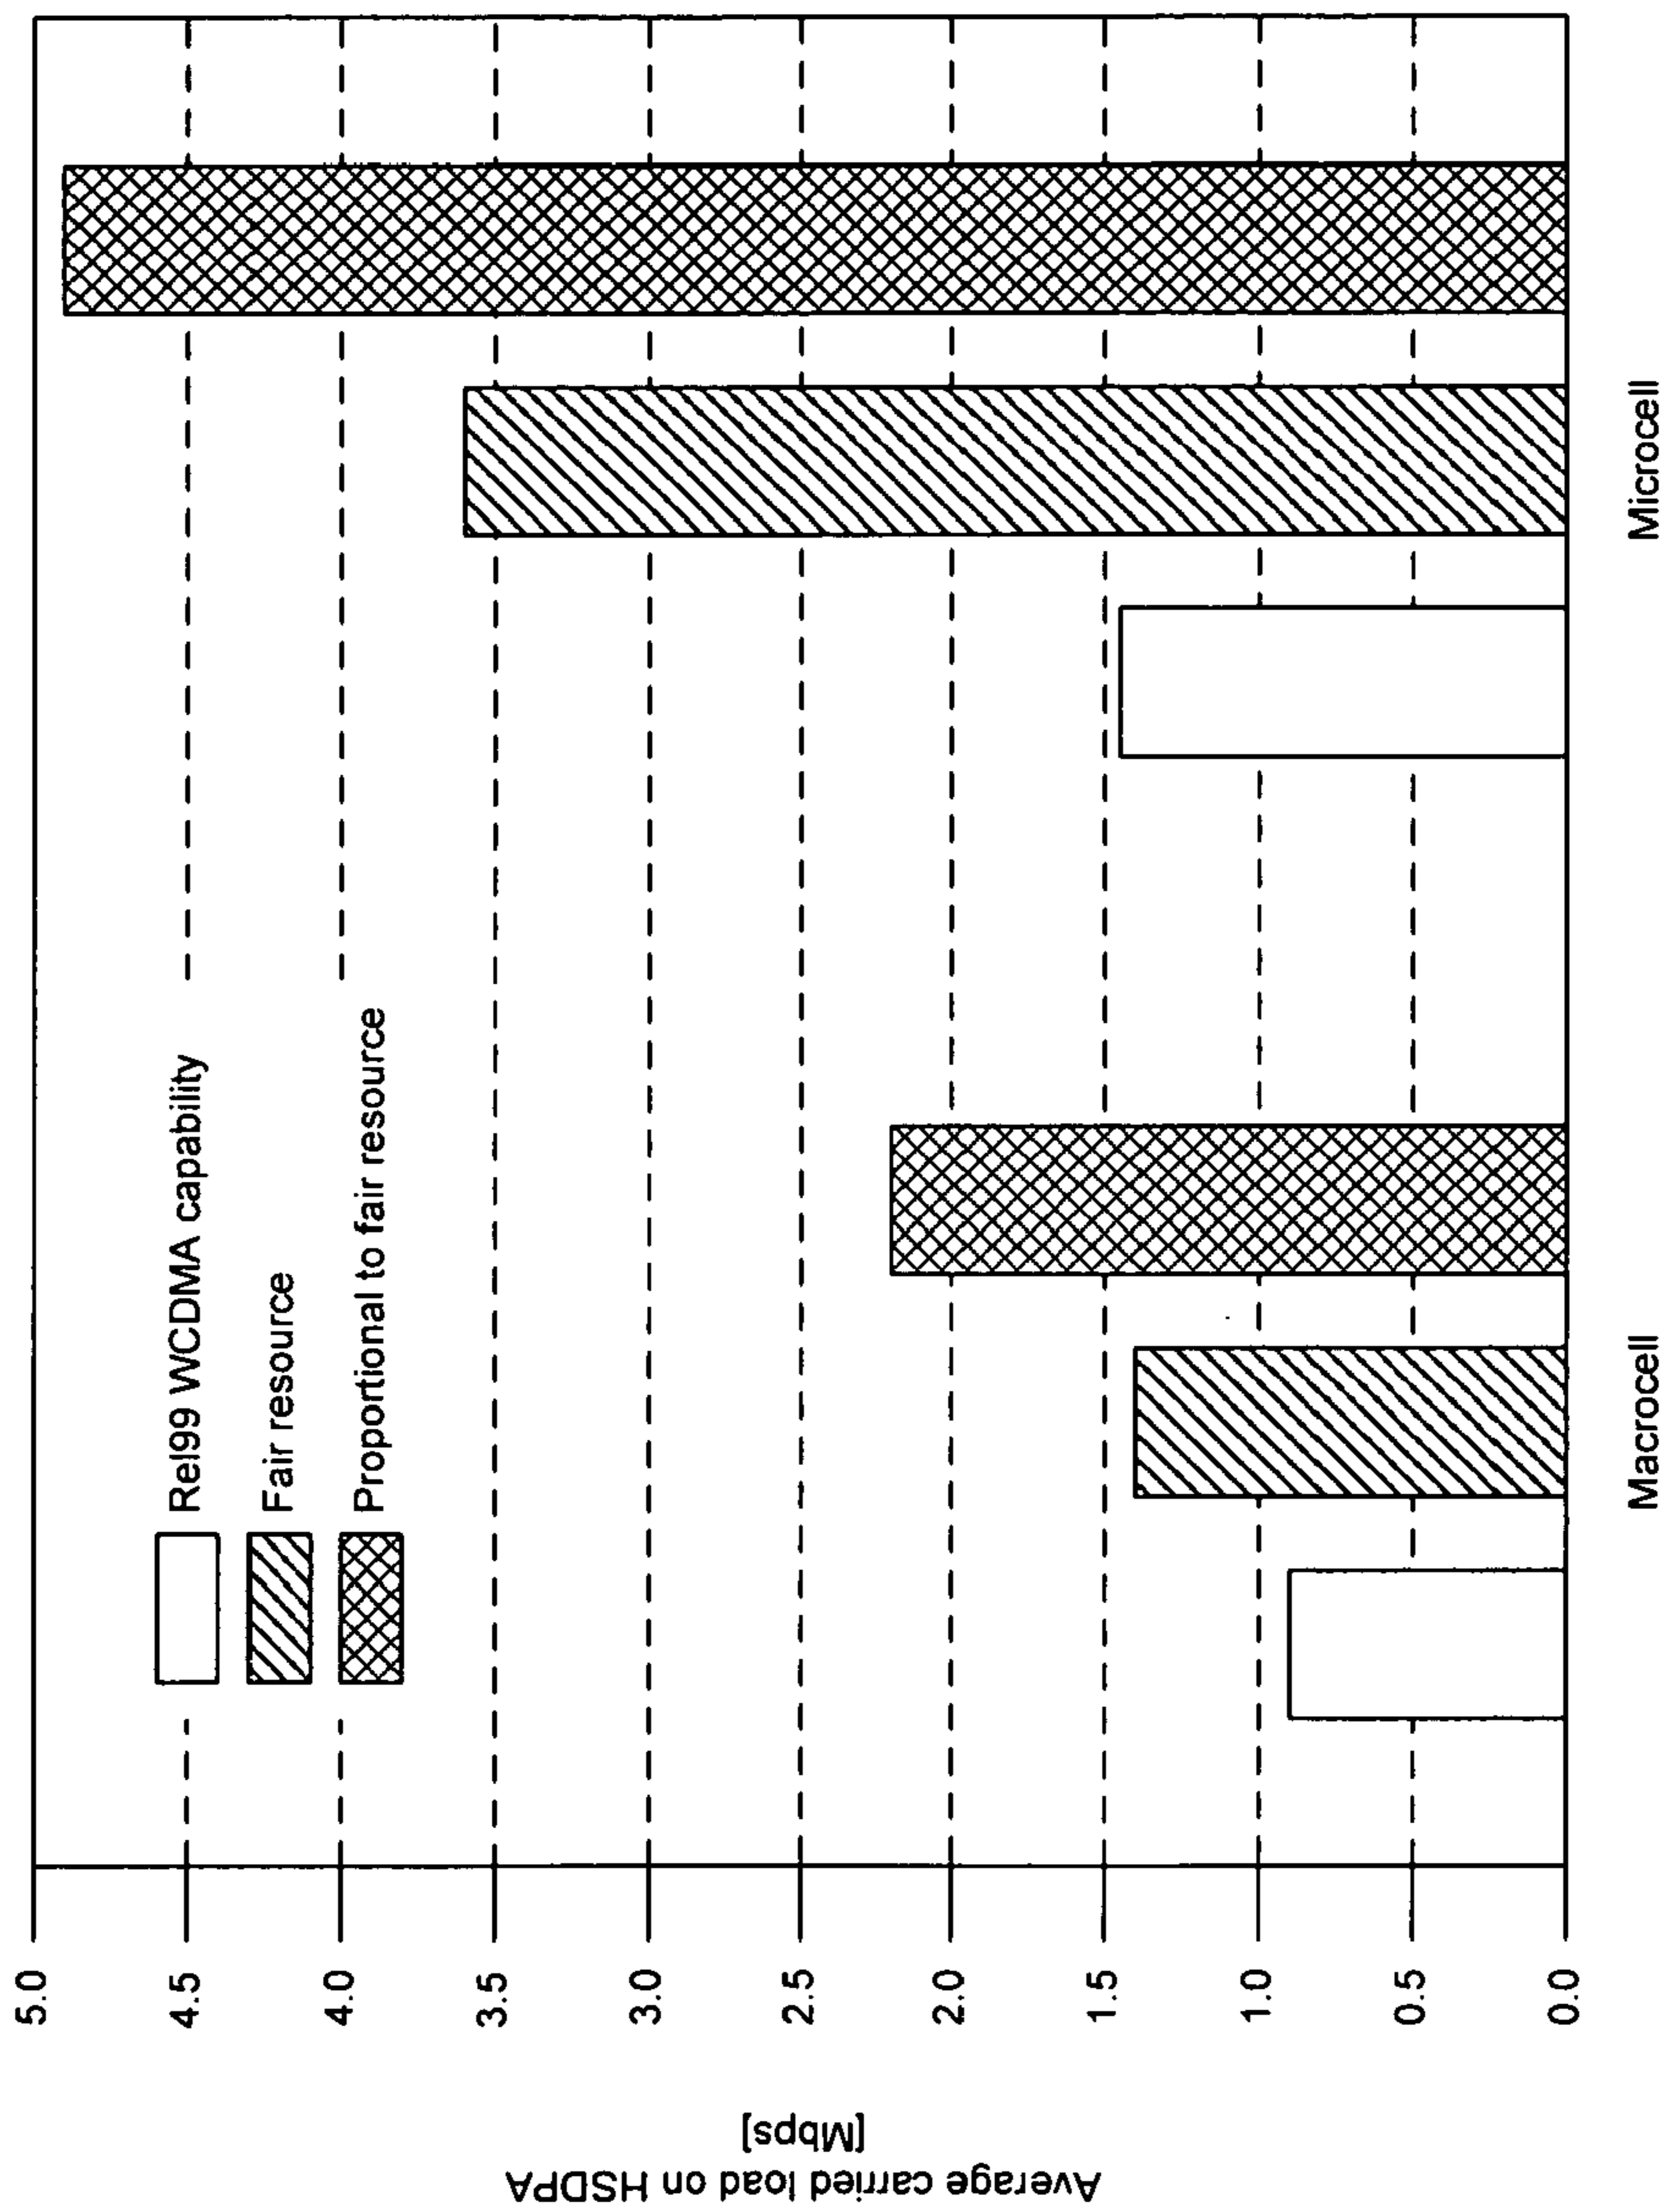 Average carried load on HSDPA
[Mbps]
5.0
4.5
4.0
3.5
3.0
2.5
2.0
1.5
1.0
0.5
0.0
Rel99 WCDMA capability
Fair resource
Proportional to fair resource
Macrocell
Microcell